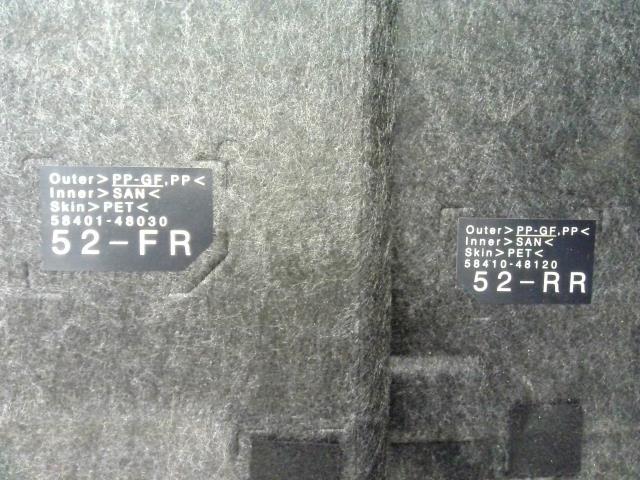 Outer>PP-GF,PP<
Inner>SAN<
Skin>PET<
58401-48030
52-FR
Outer>PP-GF,PP<
Inner>SAN<
Skin>PET<
58410-48120
52-RR